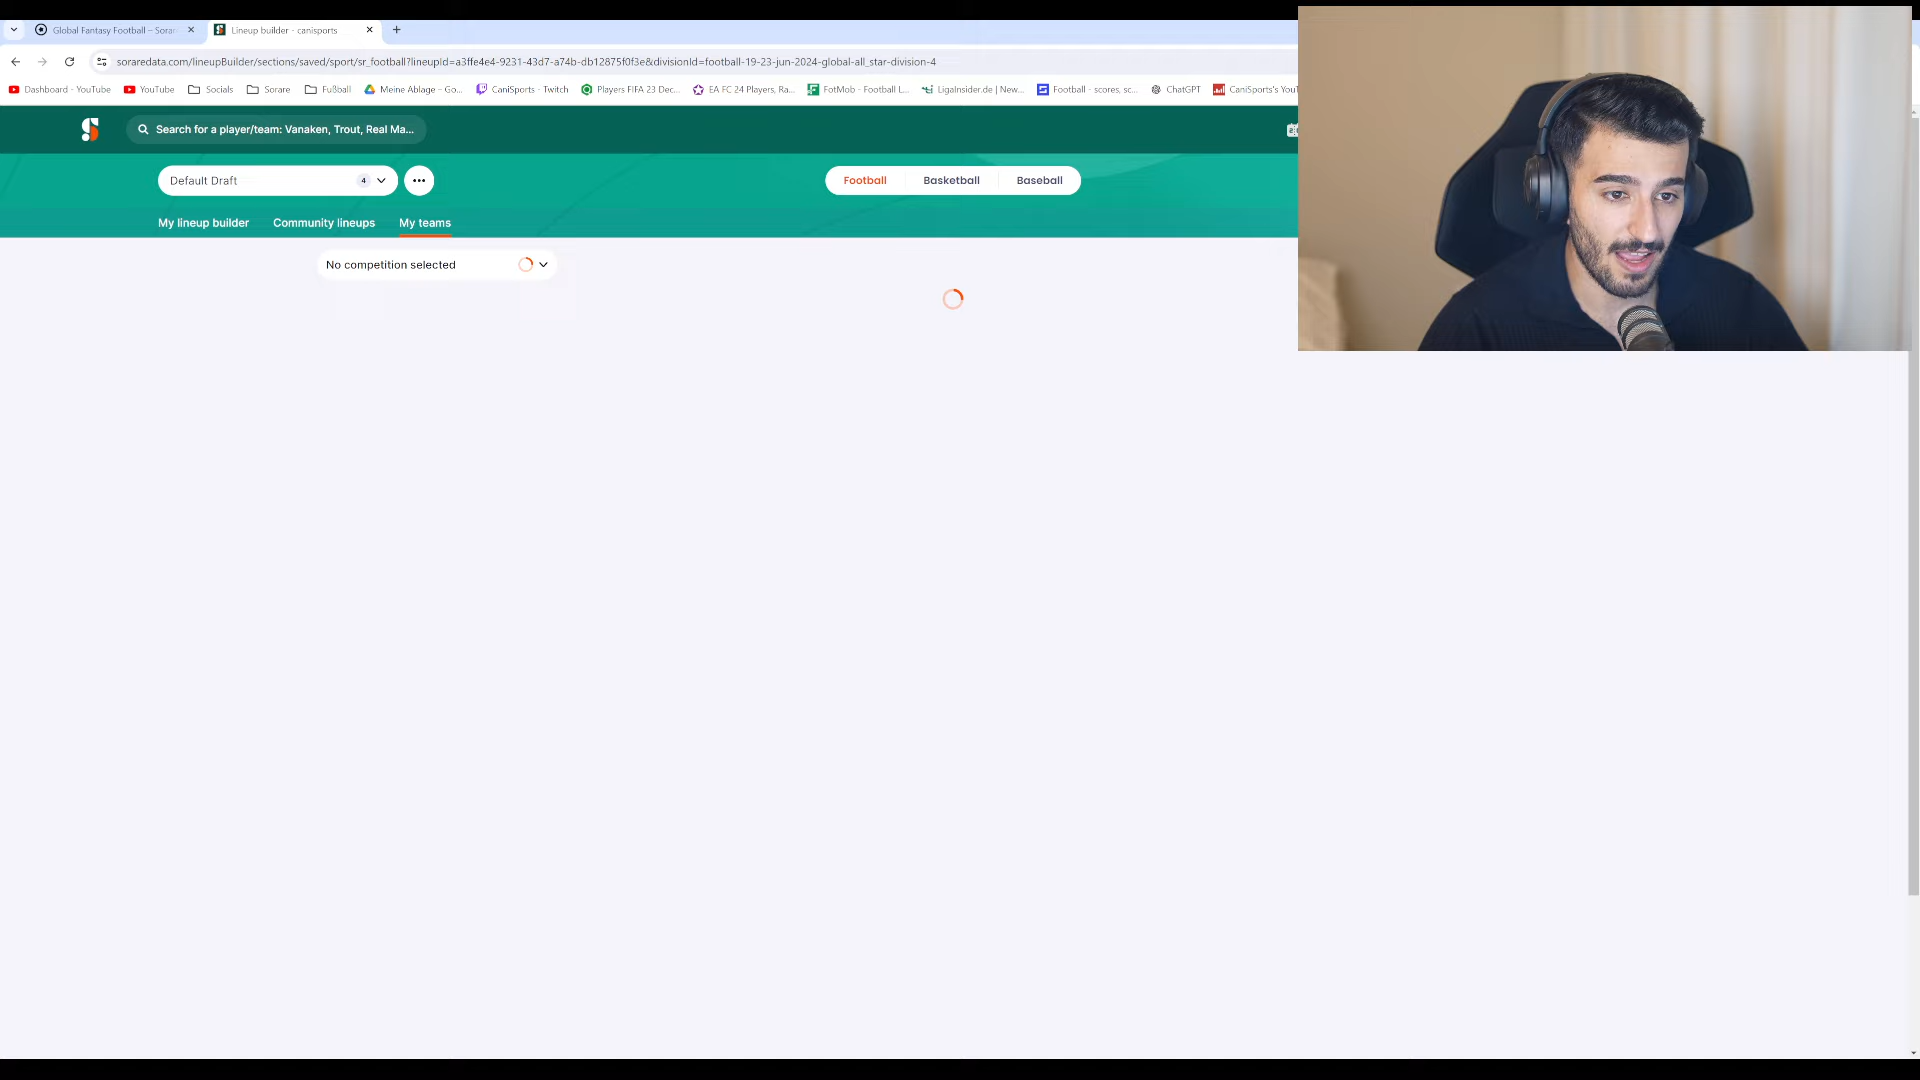 Global Fantasy Football – Sorar
Lineup builder - canisports
soraredata.com/lineupBuilder/sections/saved/sport/sr_football?lineupId=a3ffe4e4-9231-43d7-a74b-db12875f0f3e&divisionId=football-19-23-jun-2024-global-all_star-division-4
Dashboard - YouTube
YouTube
Socials
Sorare
Fußball
Meine Ablage – Go...
CaniSports - Twitch
Players FIFA 23 Dec...
EA FC 24 Players, Ra...
FotMob - Football L...
LigaInsider.de | New...
Football - scores, sc...
ChatGPT
CaniSports's YouT
Search for a player/team: Vanaken, Trout, Real Ma...
Default Draft
4
Football
Basketball
Baseball
My lineup builder
Community lineups
My teams
No competition selected